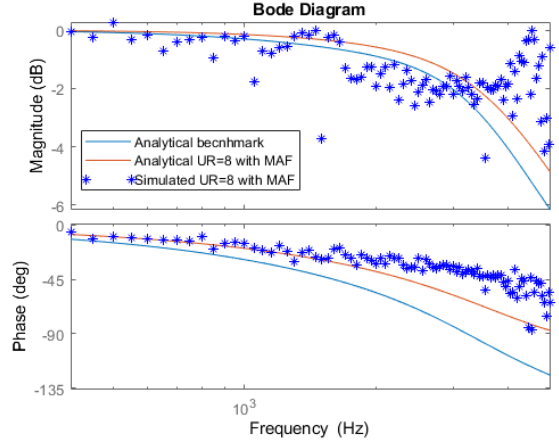 Bode Diagram
0
-2
-4
-6
Magnitude (dB)
Analytical becnhmark
Analytical UR=8 with MAF
Simulated UR=8 with MAF
0
-45
-90
-135
Phase (deg)
10^3
Frequency (Hz)